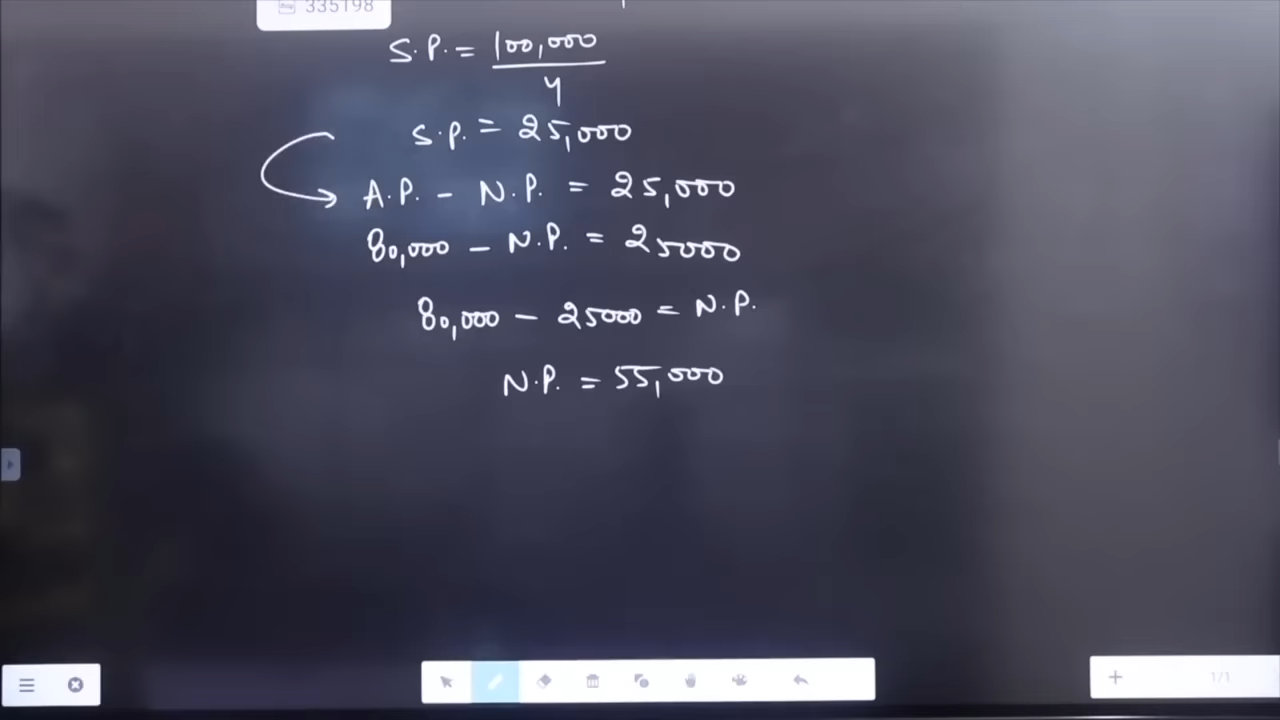 335198
S.P. = 100,000 / 4
S.P. = 25,000
A.P. - N.P. = 25,000
80,000 - N.P. = 25000
80,000 - 25000 = N.P.
N.P. = 55,000
1/1